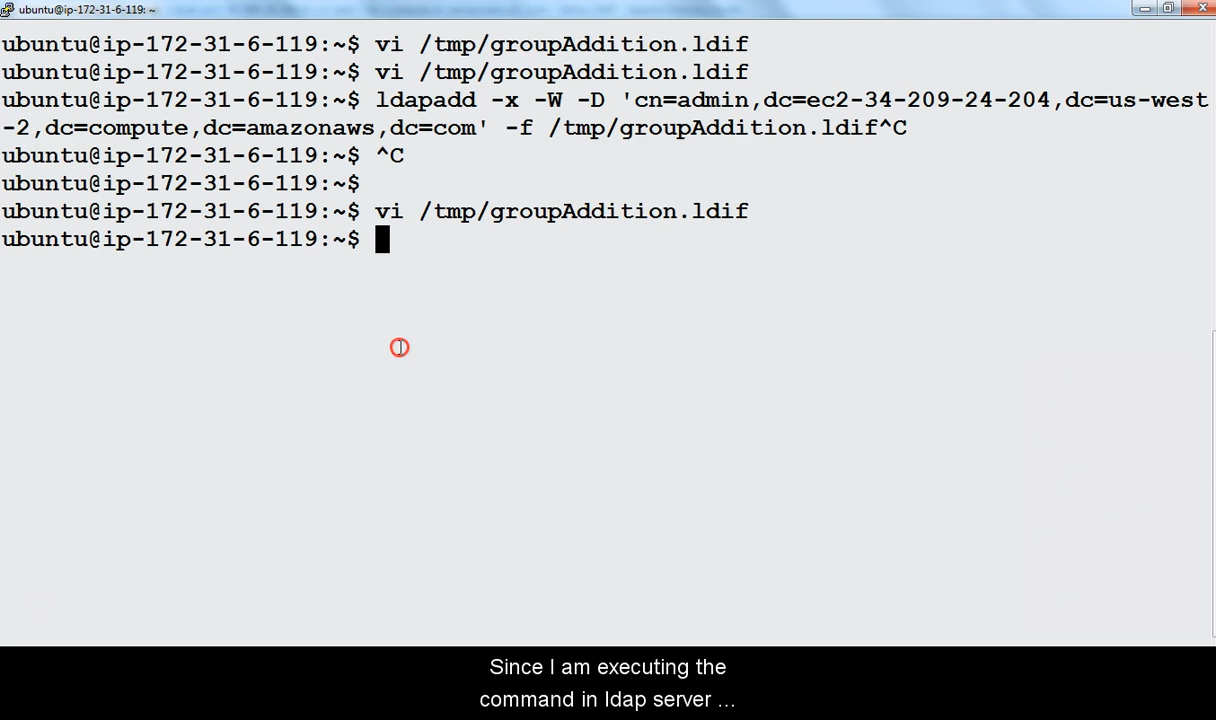 ubuntu@ip-172-31-6-119: ~
ubuntu@ip-172-31-6-119:~$ vi /tmp/groupAddition.ldif
ubuntu@ip-172-31-6-119:~$ vi /tmp/groupAddition.ldif
ubuntu@ip-172-31-6-119:~$ ldapadd -x -W -D 'cn=admin,dc=ec2-34-209-24-204,dc=us-west
-2,dc=compute,dc=amazonaws,dc=com' -f /tmp/groupAddition.ldif^C
ubuntu@ip-172-31-6-119:~$ ^C
ubuntu@ip-172-31-6-119:~$
ubuntu@ip-172-31-6-119:~$ vi /tmp/groupAddition.ldif
ubuntu@ip-172-31-6-119:~$
Since I am executing the
command in ldap server ...